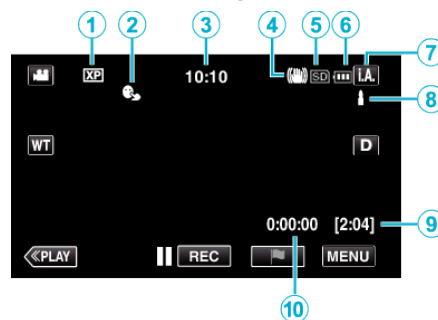 1 2 3 4 5 6 7
XP 10:10 SD i.A.
8
WT D
0:00:00 [2:04] 9
PLAY REC MENU
10